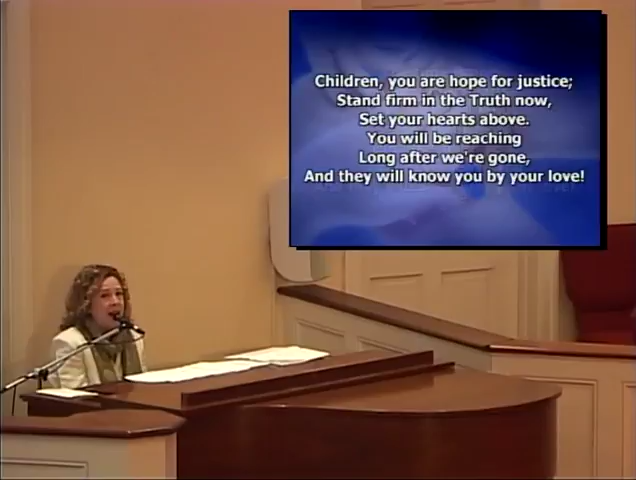 Children, you are hope for justice;
Stand firm in the Truth now,
Set your hearts above.
You will be reaching
Long after we're gone,
And they will know you by your love!